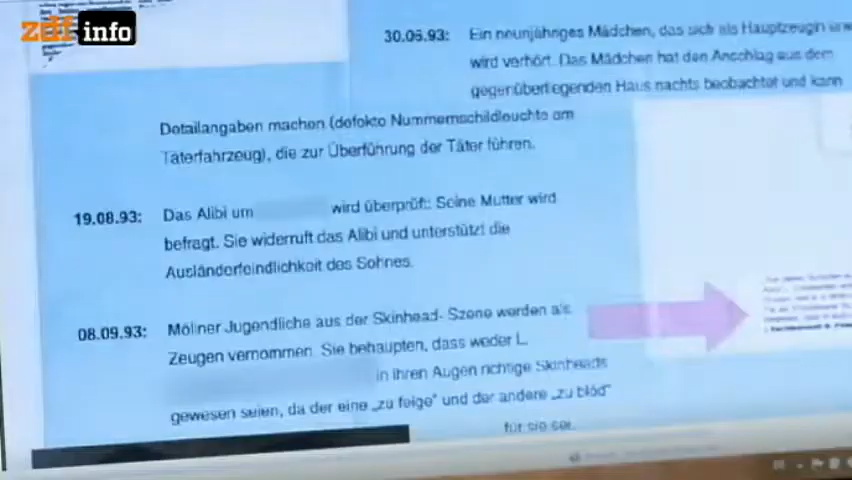 zdf info
30.06.93: Ein neunjähriges Mädchen, das sich als Hauptzeugin
wird verhört. Das Mädchen hat den Anschlag aus dem
gegenüberliegenden Haus nachts beobachtet und kann
Detailangaben machen (defekte Nummernschildleuchte am
Täterfahrzeug), die zur Überführung der Täter führen.
19.08.93: Das Alibi um wird überprüft: Seine Mutter wird
befragt. Sie widerruft das Alibi und unterstützt die
Ausländerfeindlichkeit des Sohnes.
08.09.93: Möllner Jugendliche aus der Skinhead- Szene werden als
Zeugen vernommen. Sie behaupten, dass weder L.
in ihren Augen richtige Skinheads
gewesen seien, da der eine „zu feige" und der andere „zu blöd"
für sie sei.